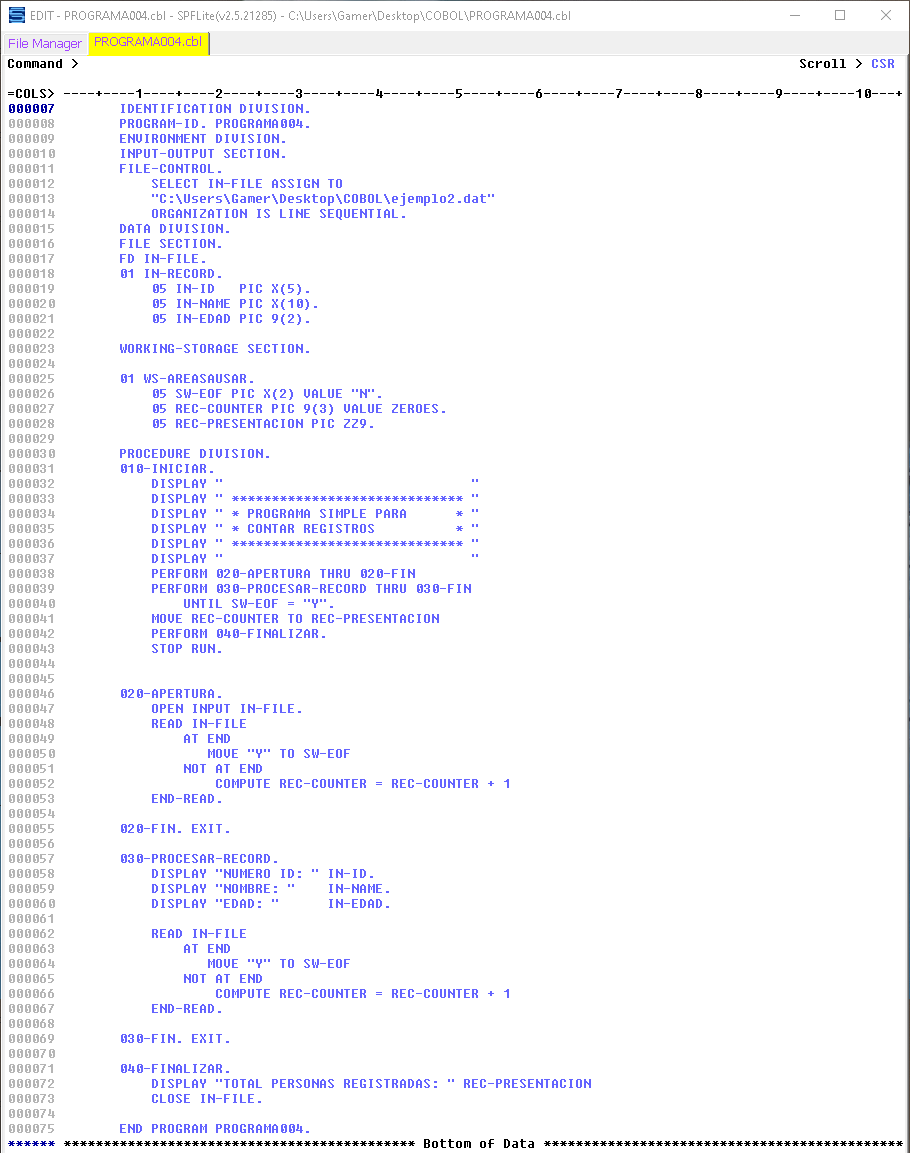 EDIT - PROGRAMA004.cbl - SPFLite(v2.5.21285) - C:\Users\Gamer\Desktop\COBOL\PROGRAMA004.cbl
File Manager PROGRAMA004.cbl
Command > Scroll > CSR
=COLS> ----+----1----+----2----+----3----+----4----+----5----+----6----+----7----+----8----+----9----+----10---+
000007 IDENTIFICATION DIVISION.
000008 PROGRAM-ID. PROGRAMA004.
000009 ENVIRONMENT DIVISION.
000010 INPUT-OUTPUT SECTION.
000011 FILE-CONTROL.
000012     SELECT IN-FILE ASSIGN TO
000013     "C:\Users\Gamer\Desktop\COBOL\ejemplo2.dat"
000014     ORGANIZATION IS LINE SEQUENTIAL.
000015 DATA DIVISION.
000016 FILE SECTION.
000017 FD IN-FILE.
000018 01 IN-RECORD.
000019     05 IN-ID   PIC X(5).
000020     05 IN-NAME PIC X(10).
000021     05 IN-EDAD PIC 9(2).
000022
000023 WORKING-STORAGE SECTION.
000024
000025 01 WS-AREASAUSAR.
000026     05 SW-EOF PIC X(2) VALUE "N".
000027     05 REC-COUNTER PIC 9(3) VALUE ZEROES.
000028     05 REC-PRESENTACION PIC ZZ9.
000029
000030 PROCEDURE DIVISION.
000031 010-INICIAR.
000032     DISPLAY "                               "
000033     DISPLAY " ***************************** "
000034     DISPLAY " * PROGRAMA SIMPLE PARA      * "
000035     DISPLAY " * CONTAR REGISTROS          * "
000036     DISPLAY " ***************************** "
000037     DISPLAY "                               "
000038     PERFORM 020-APERTURA THRU 020-FIN
000039     PERFORM 030-PROCESAR-RECORD THRU 030-FIN
000040         UNTIL SW-EOF = "Y".
000041     MOVE REC-COUNTER TO REC-PRESENTACION
000042     PERFORM 040-FINALIZAR.
000043     STOP RUN.
000044
000045
000046 020-APERTURA.
000047     OPEN INPUT IN-FILE.
000048     READ IN-FILE
000049         AT END
000050            MOVE "Y" TO SW-EOF
000051         NOT AT END
000052             COMPUTE REC-COUNTER = REC-COUNTER + 1
000053     END-READ.
000054
000055 020-FIN. EXIT.
000056
000057 030-PROCESAR-RECORD.
000058     DISPLAY "NUMERO ID: " IN-ID.
000059     DISPLAY "NOMBRE: "    IN-NAME.
000060     DISPLAY "EDAD: "      IN-EDAD.
000061
000062     READ IN-FILE
000063         AT END
000064            MOVE "Y" TO SW-EOF
000065         NOT AT END
000066             COMPUTE REC-COUNTER = REC-COUNTER + 1
000067     END-READ.
000068
000069 030-FIN. EXIT.
000070
000071 040-FINALIZAR.
000072     DISPLAY "TOTAL PERSONAS REGISTRADAS: " REC-PRESENTACION
000073     CLOSE IN-FILE.
000074
000075 END PROGRAM PROGRAMA004.
****** ******************************************** Bottom of Data *********************************************